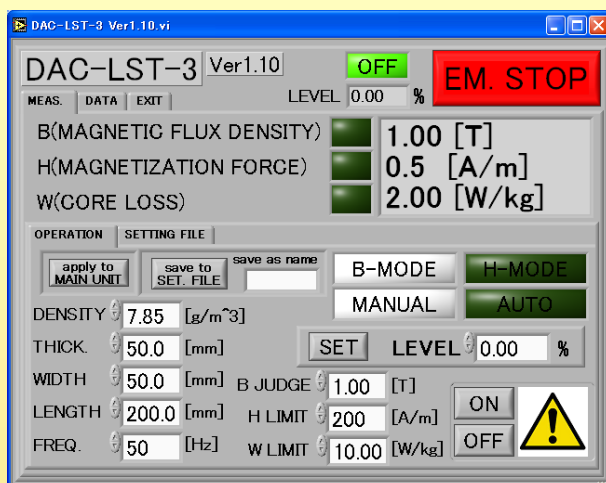 DAC-LST-3 Ver1.10.vi
DAC-LST-3 Ver1.10 OFF EM. STOP
LEVEL 0.00 %
MEAS. DATA EXIT
B(MAGNETIC FLUX DENSITY) 1.00 [T]
H(MAGNETIZATION FORCE) 0.5 [A/m]
W(CORE LOSS) 2.00 [W/kg]
OPERATION SETTING FILE
apply to MAIN UNIT
save to SET. FILE
save as name
B-MODE H-MODE
MANUAL AUTO
DENSITY 7.85 [g/m^3]
THICK. 50.0 [mm]
SET LEVEL 0.00 %
WIDTH 50.0 [mm]
B JUDGE 1.00 [T]
LENGTH 200.0 [mm]
H LIMIT 200 [A/m]
FREQ. 50 [Hz]
W LIMIT 10.00 [W/kg]
ON
OFF